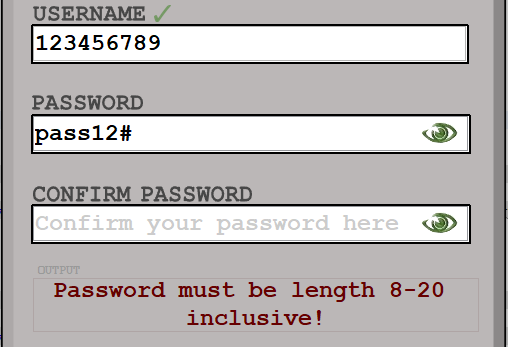 USERNAME ✓
123456789
PASSWORD
pass12#
CONFIRM PASSWORD
Confirm your password here
OUTPUT
Password must be length 8-20
inclusive!